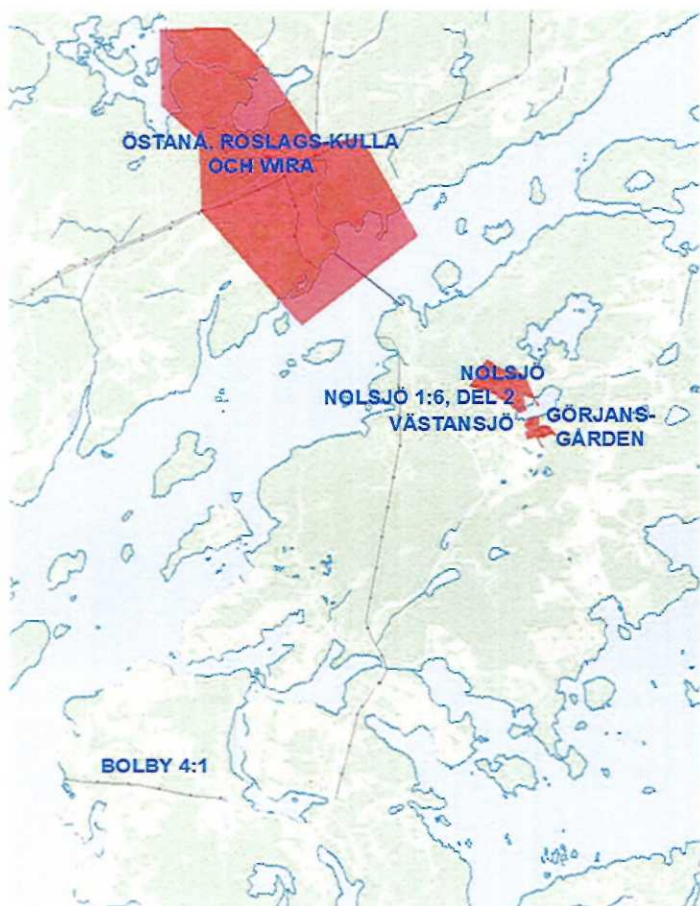 ÖSTANÅ, ROSLAGS-KULLA
OCH WIRA
NOLSJÖ
NOLSJÖ 1:6, DEL 2
VÄSTANSJÖ
GÖRJANS-
GÅRDEN
BOLBY 4:1